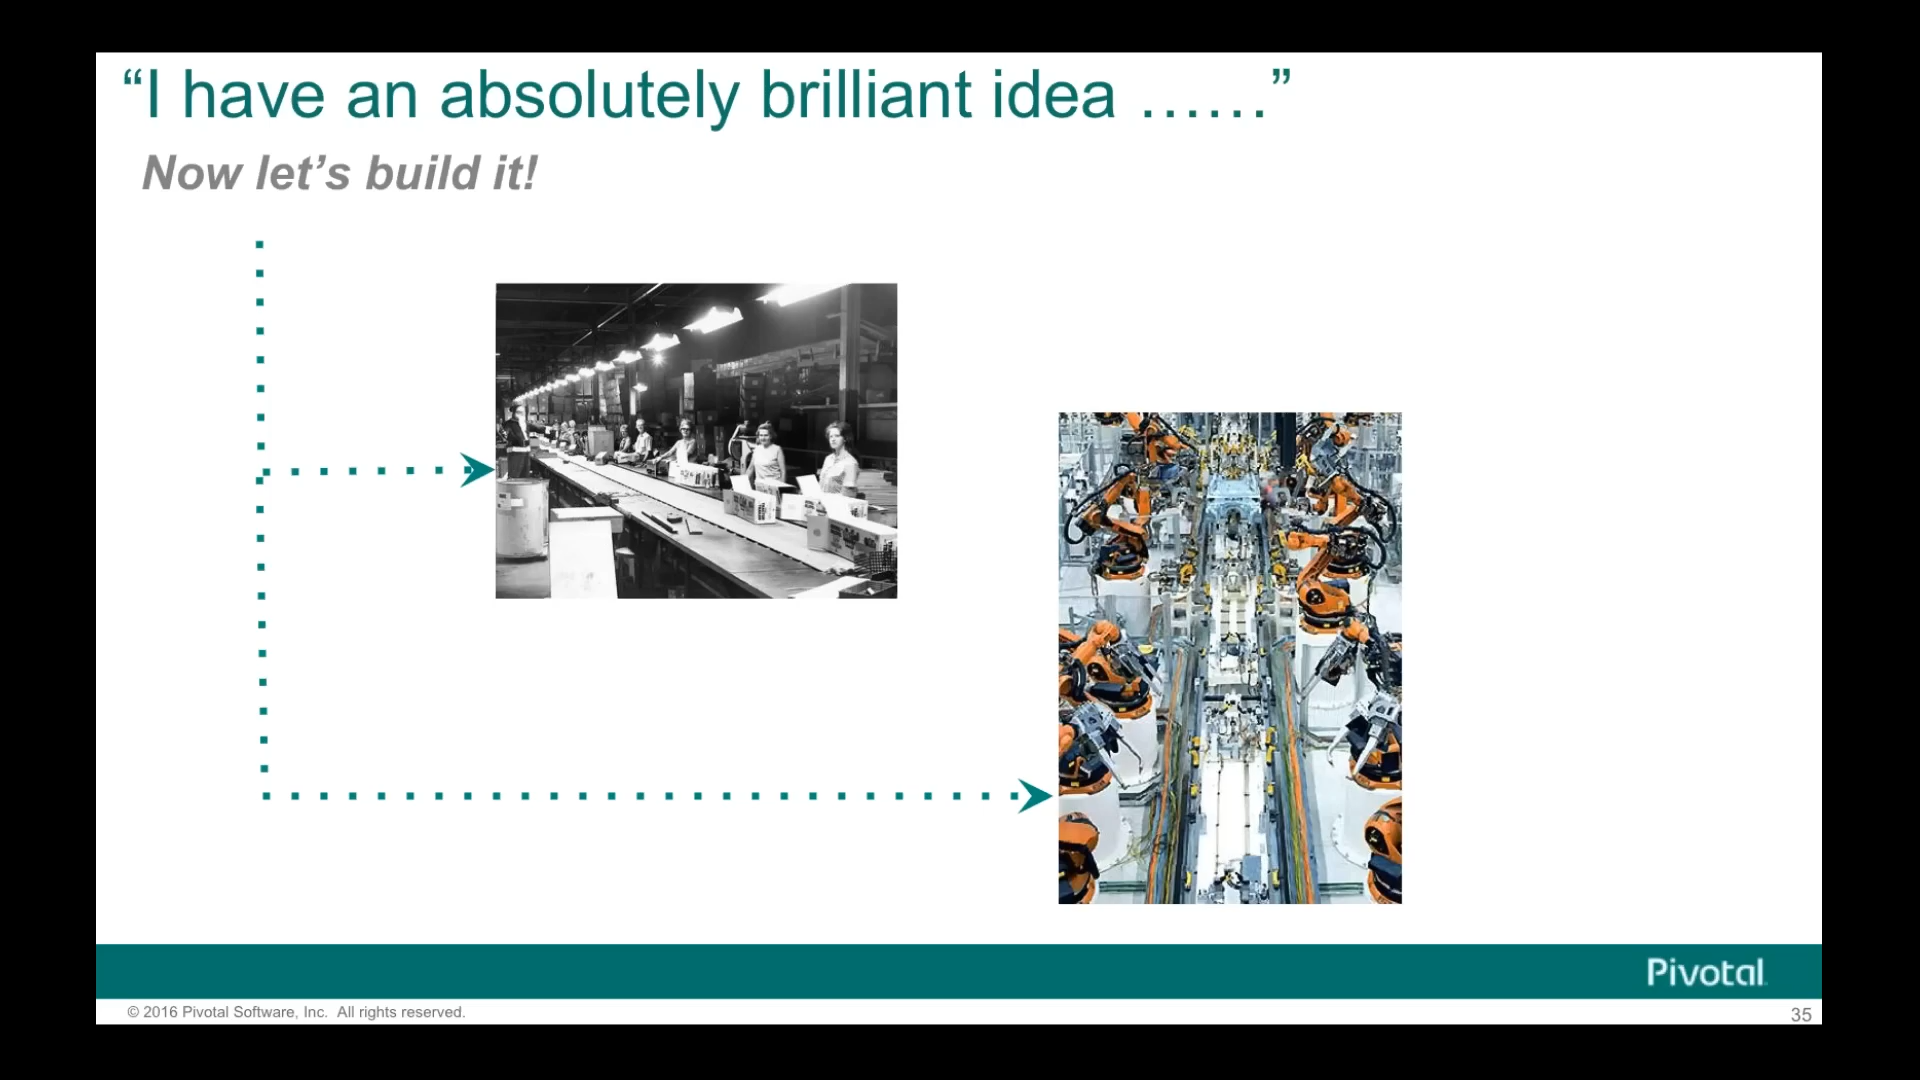 “I have an absolutely brilliant idea ……”
Now let’s build it!
Pivotal
© 2016 Pivotal Software, Inc. All rights reserved.
35